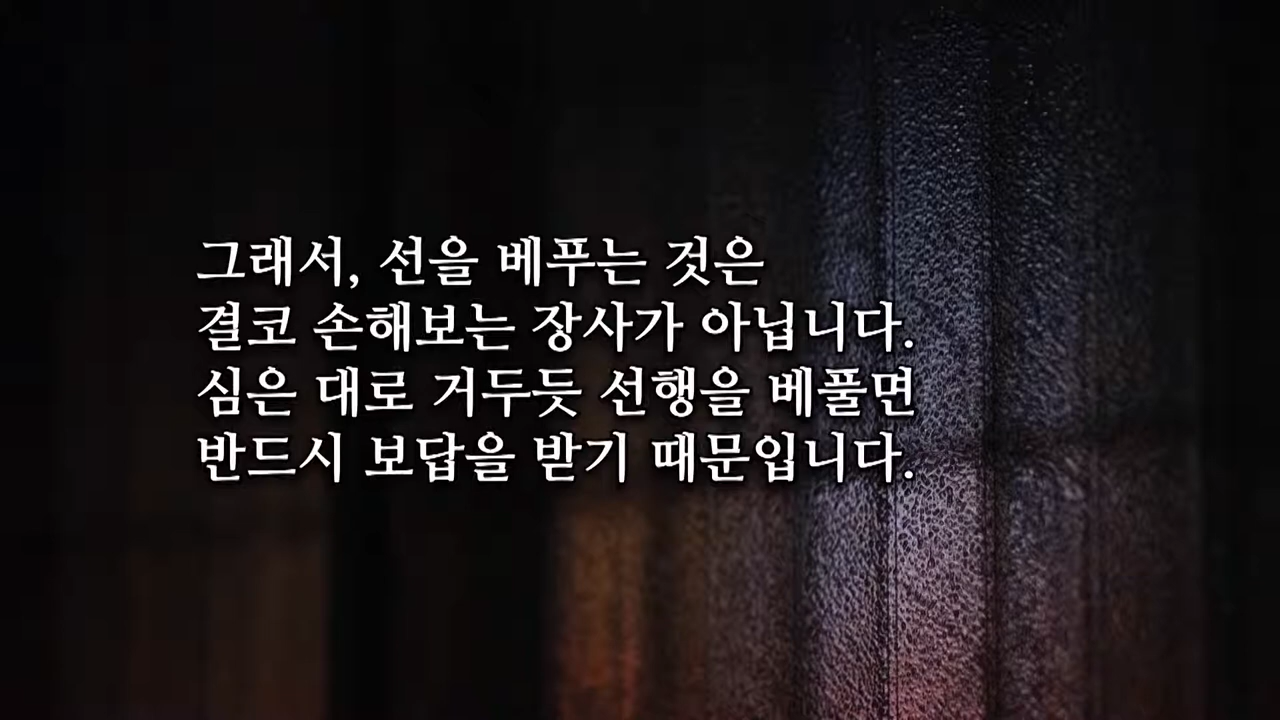 그래서, 선을 베푸는 것은
결코 손해보는 장사가 아닙니다.
심은 대로 거두듯 선행을 베풀면
반드시 보답을 받기 때문입니다.